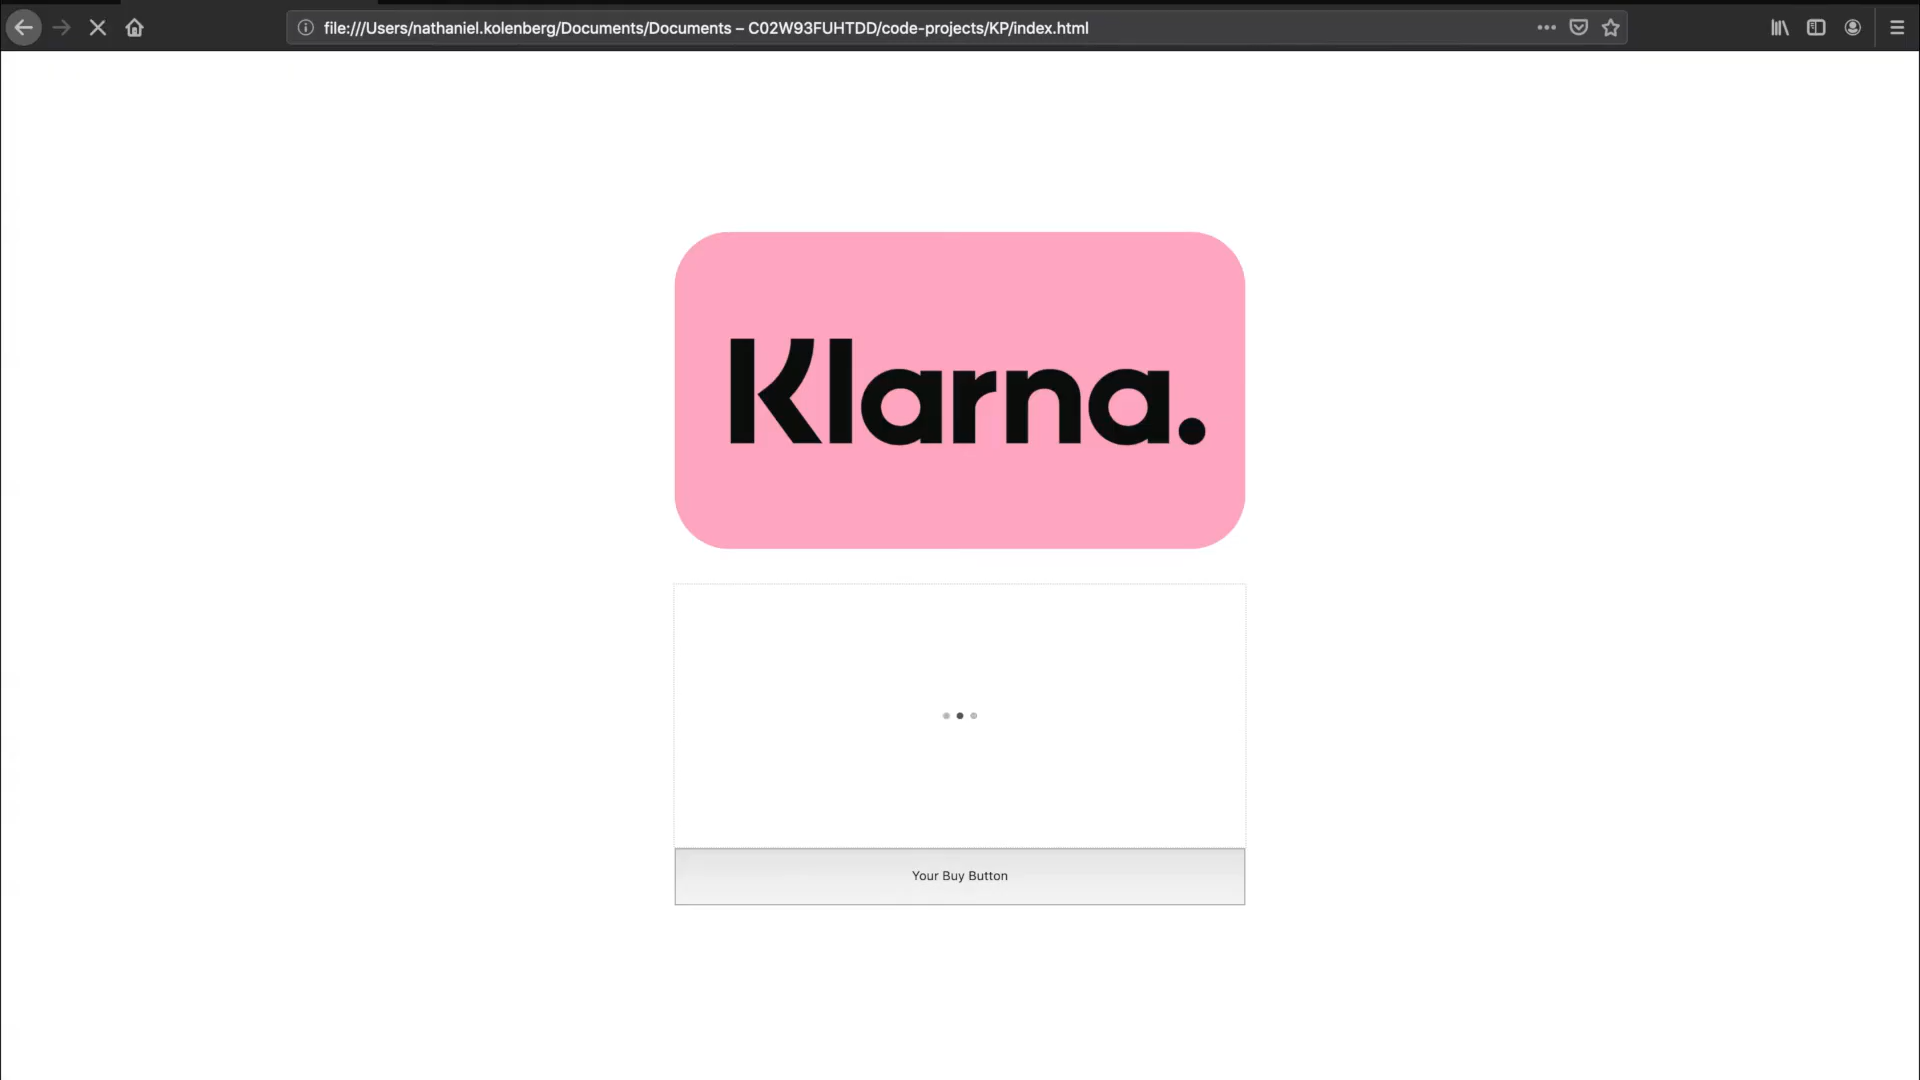 file:///Users/nathaniel.kolenberg/Documents/Documents – C02W93FUHTDD/code-projects/KP/index.html
Klarna.
Your Buy Button